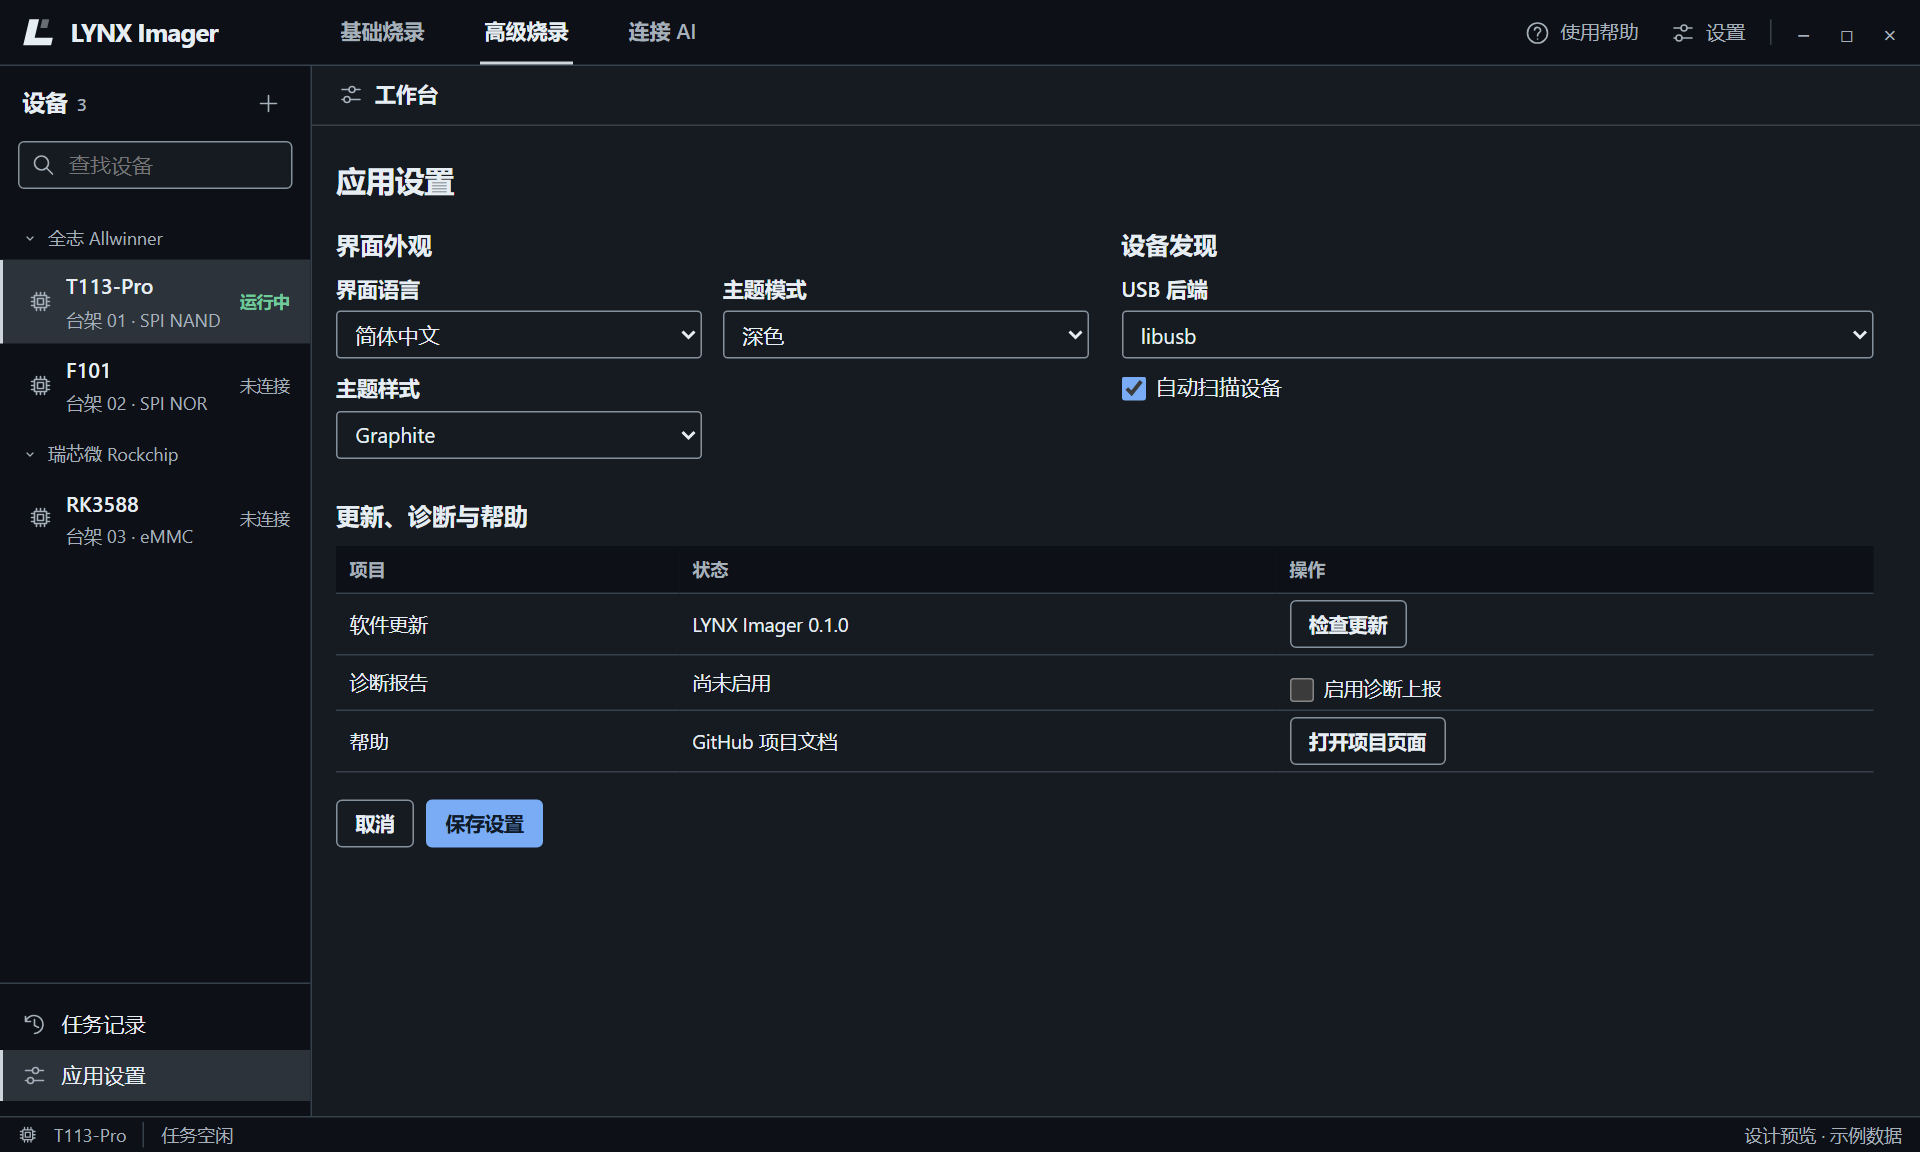 LYNX Imager
基础烧录
高级烧录
连接 AI
使用帮助
设置
设备 3
查找设备
全志 Allwinner
T113-Pro
台架 01 · SPI NAND
运行中
F101
台架 02 · SPI NOR
未连接
瑞芯微 Rockchip
RK3588
台架 03 · eMMC
未连接
任务记录
应用设置
工作台
应用设置
界面外观
界面语言
简体中文
主题模式
深色
主题样式
Graphite
设备发现
USB 后端
libusb
自动扫描设备
更新、诊断与帮助
项目 状态 操作
软件更新 LYNX Imager 0.1.0 检查更新
诊断报告 尚未启用 启用诊断上报
帮助 GitHub 项目文档 打开项目页面
取消 保存设置
T113-Pro 任务空闲
设计预览 · 示例数据